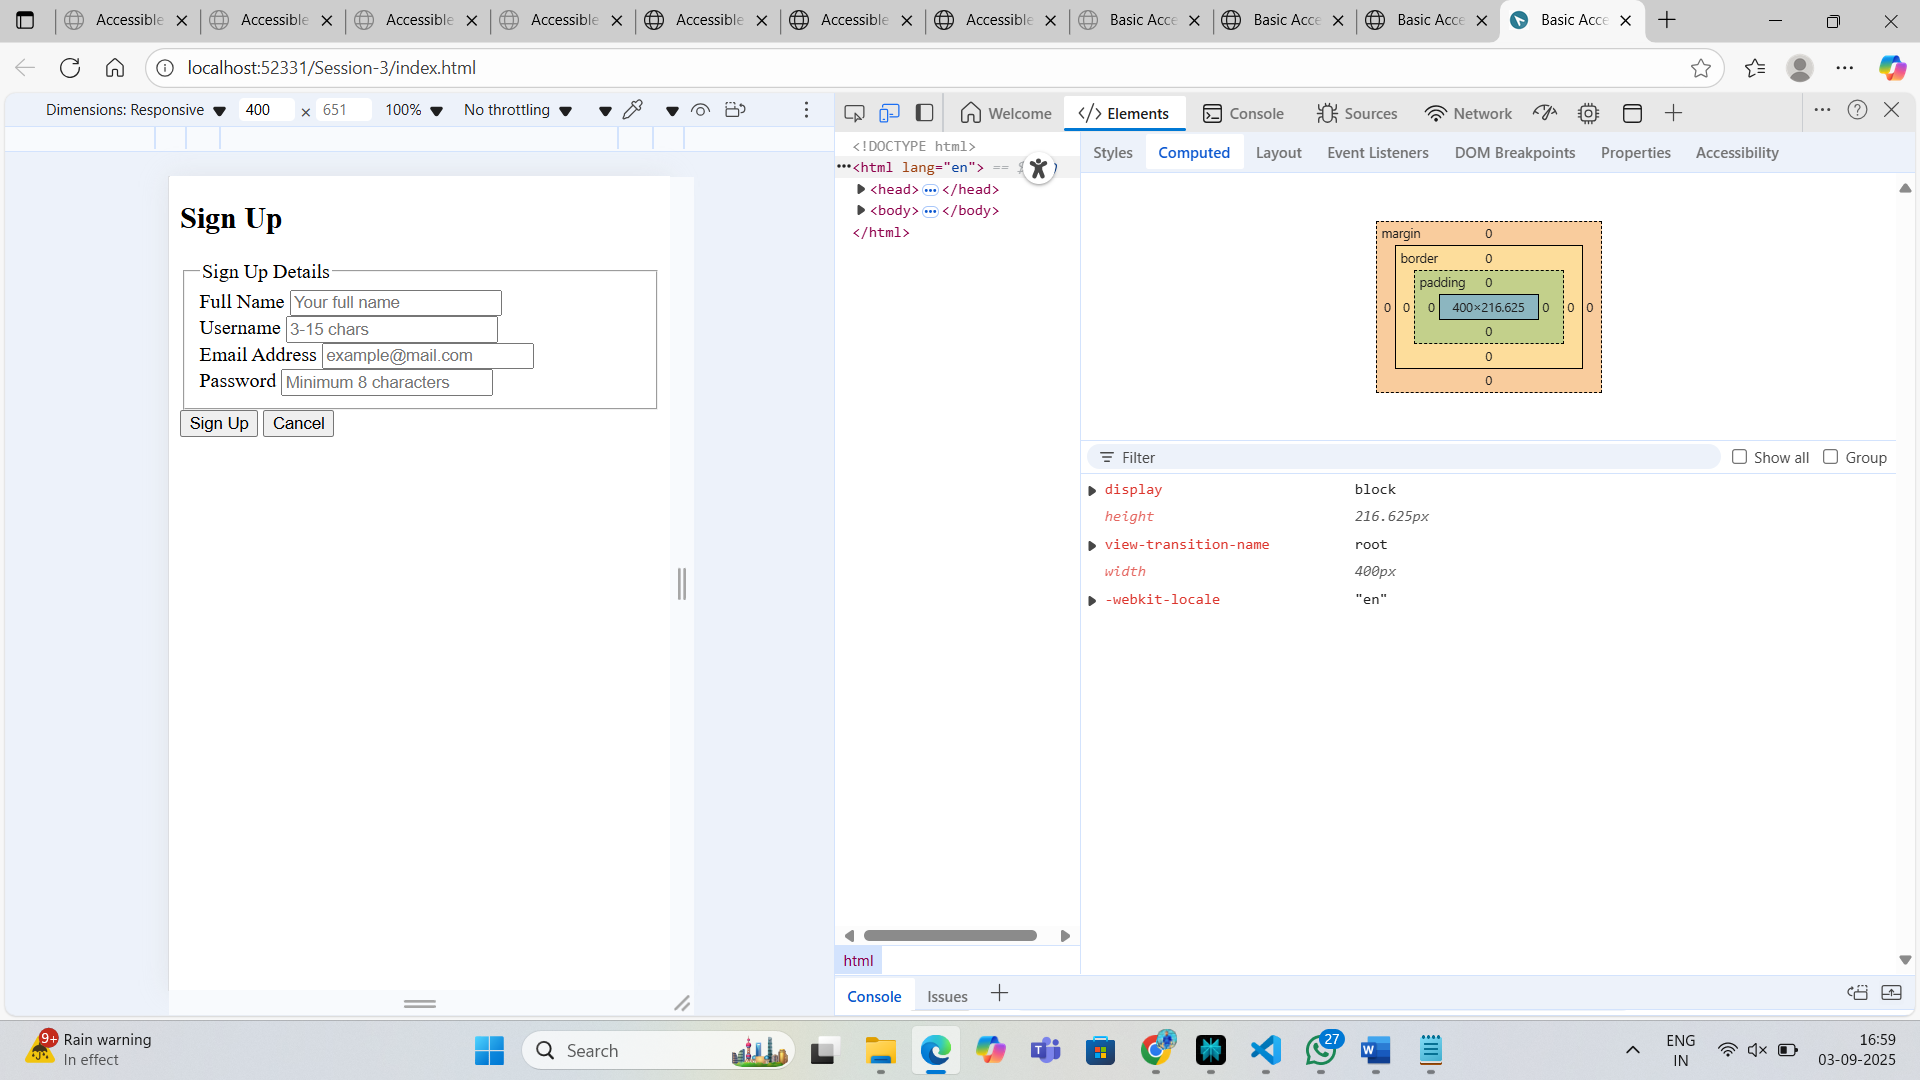 Accessible
Accessible
Accessible
Accessible
Accessible
Accessible
Accessible
Basic Acce
Basic Acce
Basic Acce
Basic Acce
localhost:52331/Session-3/index.html
Dimensions: Responsive 400 × 651 100% No throttling
Welcome Elements Console Sources Network
Styles Computed Layout Event Listeners DOM Breakpoints Properties Accessibility
Sign Up
Sign Up Details
Full Name Your full name
Username 3-15 chars
Email Address example@mail.com
Password Minimum 8 characters
Sign Up Cancel
<!DOCTYPE html>
<html lang="en"> ==
<head> </head>
<body> </body>
</html>
html
margin 0
border 0
padding 0
0 0 0 400×216.625 0 0 0
0
0
0
Filter Show all Group
display block
height 216.625px
view-transition-name root
width 400px
-webkit-locale "en"
Console Issues
9+ Rain warning
In effect
Search
27
ENG
IN
16:59
03-09-2025